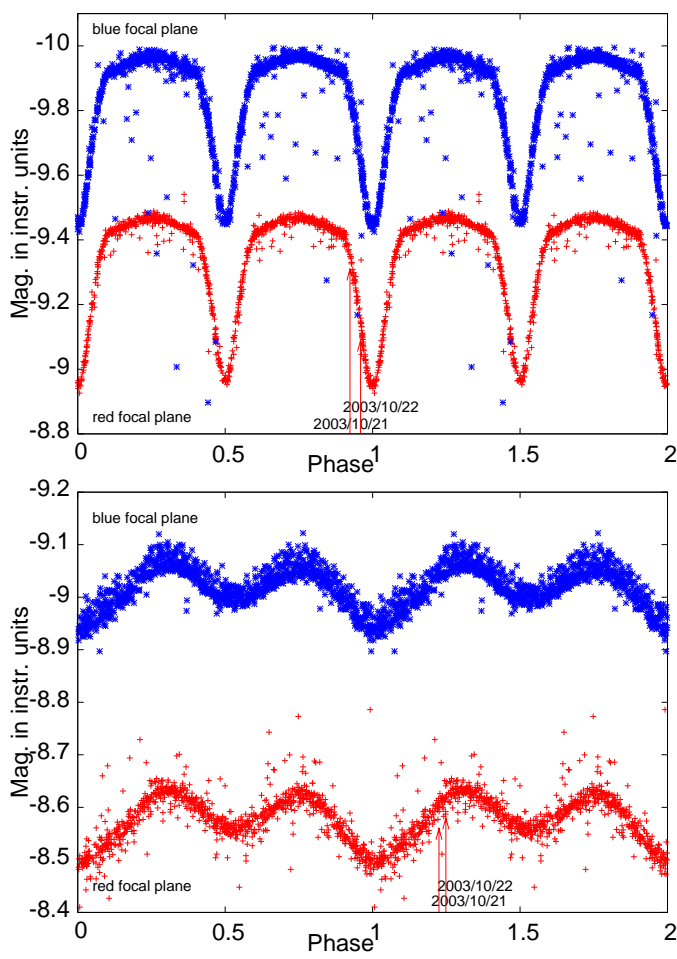 blue focal plane
-10
-9.8
-9.6
-9.4
-9.2
-9
-8.8
Mag. in instr. units
2003/10/22
red focal plane
2003/10/21
0 0.5 1 1.5 2
Phase
-9.2
blue focal plane
-9.1
-9
-8.9
-8.8
-8.7
-8.6
-8.5
-8.4
Mag. in instr. units
red focal plane
2003/10/22
2003/10/21
0 0.5 1 1.5 2
Phase